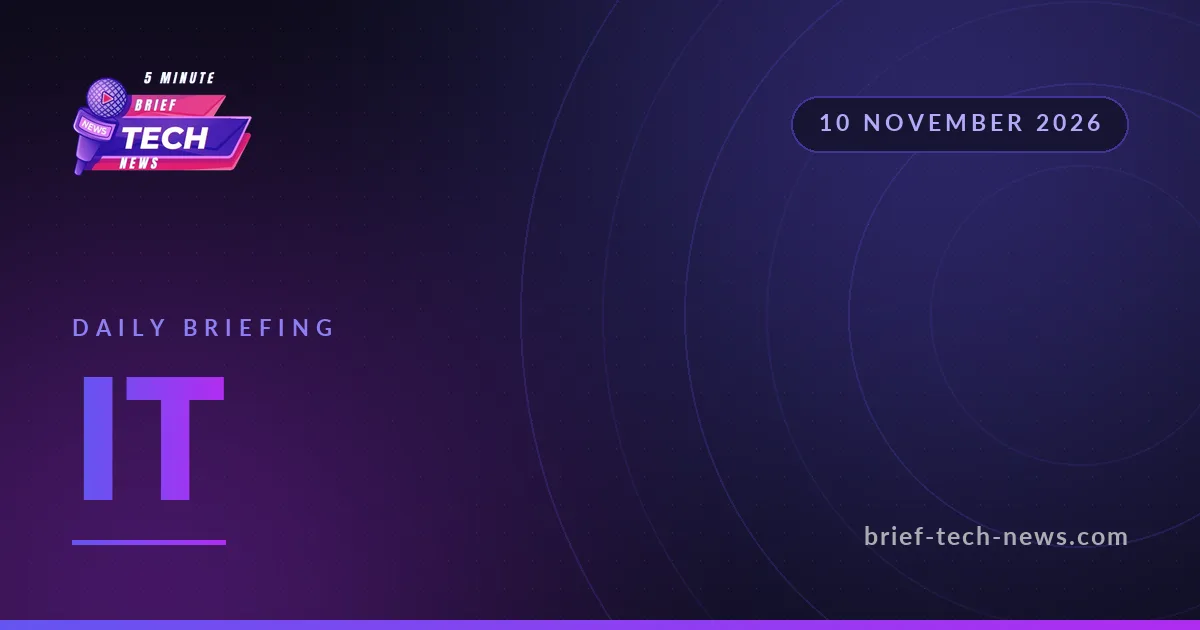 5 MINUTE
BRIEF
NEWS
TECH
NEWS
10 NOVEMBER 2026
DAILY BRIEFING
IT
brief-tech-news.com